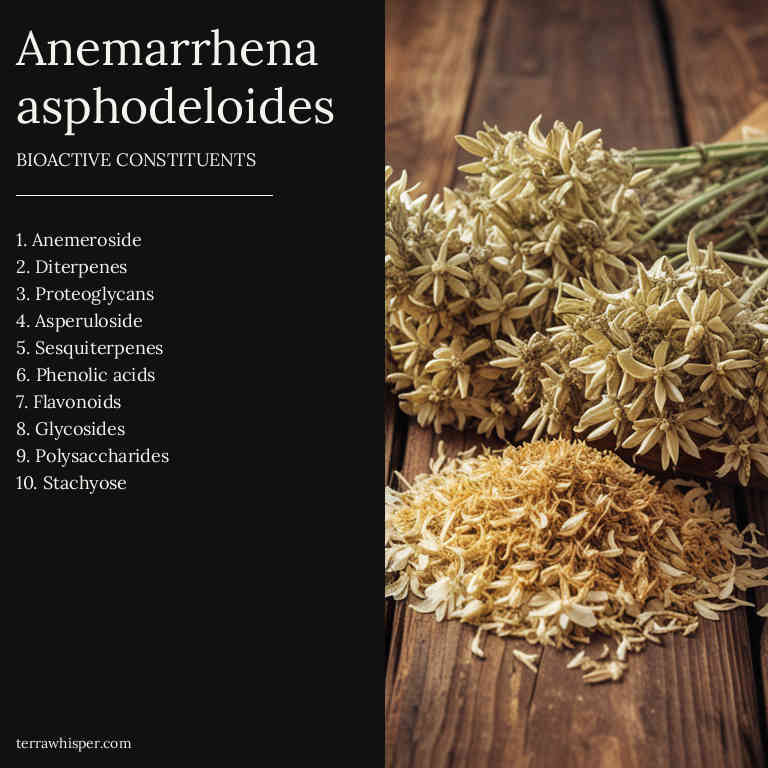 Anemarrhena
asphodeloides
BIOACTIVE CONSTITUENTS
1. Anemeroside
2. Diterpenes
3. Proteoglycans
4. Asperuloside
5. Sesquiterpenes
6. Phenolic acids
7. Flavonoids
8. Glycosides
9. Polysaccharides
10. Stachyose
terrawhisper.com